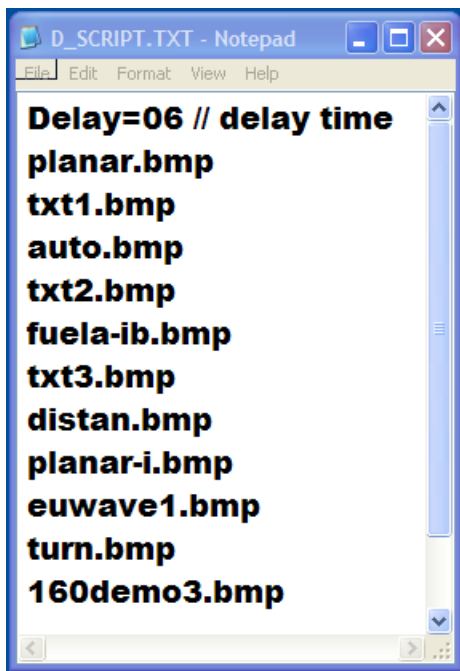 D_SCRIPT.TXT - Notepad
File Edit Format View Help
Delay=06 // delay time
planar.bmp
txt1.bmp
auto.bmp
txt2.bmp
fuela-ib.bmp
txt3.bmp
distan.bmp
planar-i.bmp
euwave1.bmp
turn.bmp
160demo3.bmp